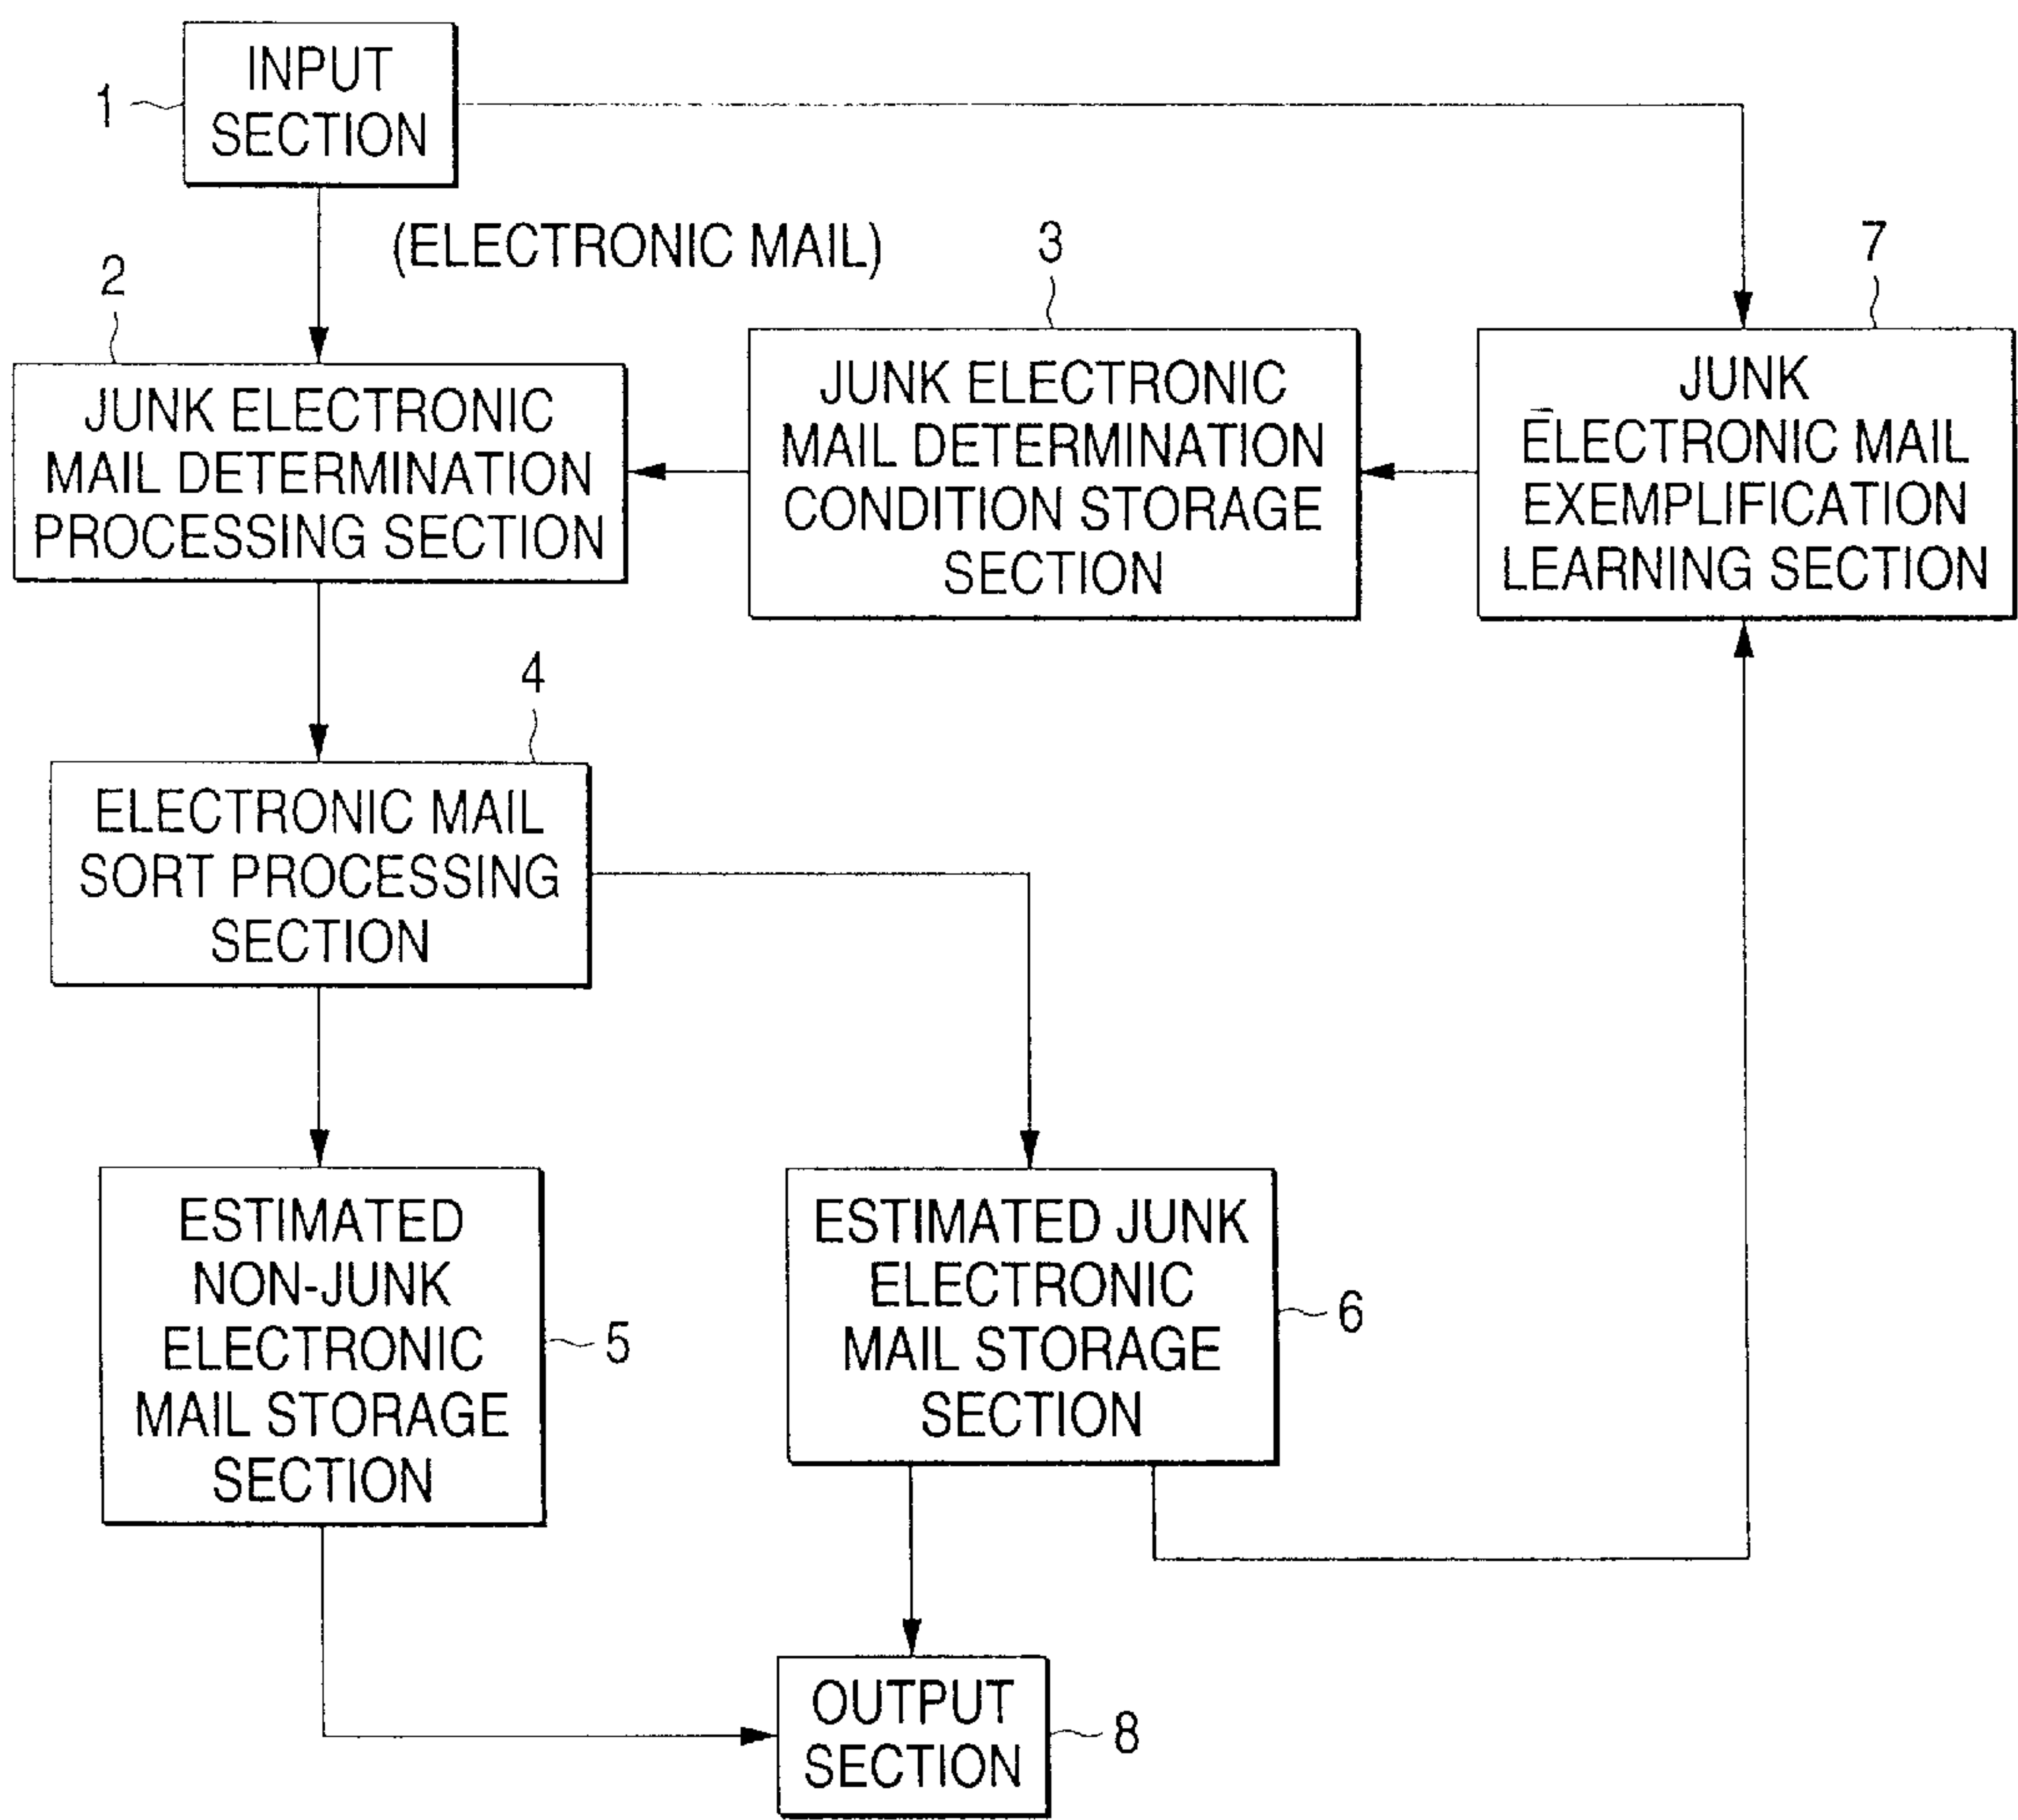 INPUT
SECTION
1
(ELECTRONIC MAIL)
2
JUNK ELECTRONIC
MAIL DETERMINATION
PROCESSING SECTION
3
JUNK ELECTRONIC
MAIL DETERMINATION
CONDITION STORAGE
SECTION
7
JUNK
ELECTRONIC MAIL
EXEMPLIFICATION
LEARNING SECTION
4
ELECTRONIC MAIL
SORT PROCESSING
SECTION
ESTIMATED
NON-JUNK
ELECTRONIC
MAIL STORAGE
SECTION
5
ESTIMATED JUNK
ELECTRONIC
MAIL STORAGE
SECTION
6
OUTPUT
SECTION
8